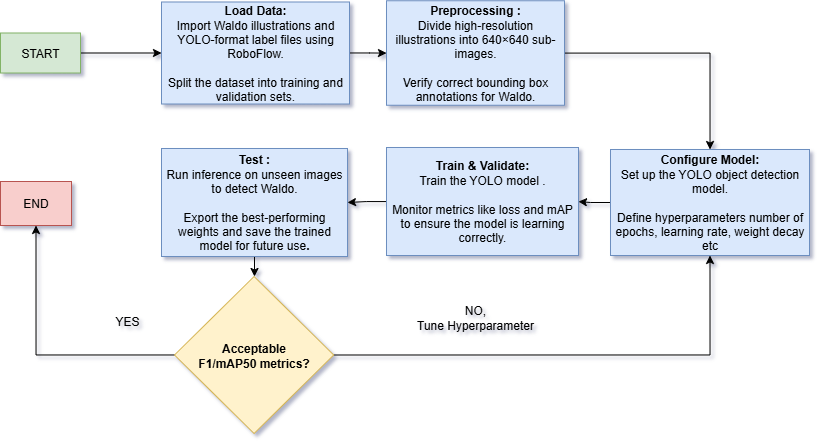 START
Load Data:
Import Waldo illustrations and
YOLO-format label files using
RoboFlow.
Split the dataset into training and
validation sets.
Preprocessing :
Divide high-resolution
illustrations into 640×640 sub-
images.
Verify correct bounding box
annotations for Waldo.
Configure Model:
Set up the YOLO object detection
model.
Define hyperparameters number of
epochs, learning rate, weight decay
etc
Train & Validate:
Train the YOLO model .
Monitor metrics like loss and mAP
to ensure the model is learning
correctly.
Test :
Run inference on unseen images
to detect Waldo.
Export the best-performing
weights and save the trained
model for future use.
END
YES
Acceptable
F1/mAP50 metrics?
NO,
Tune Hyperparameter